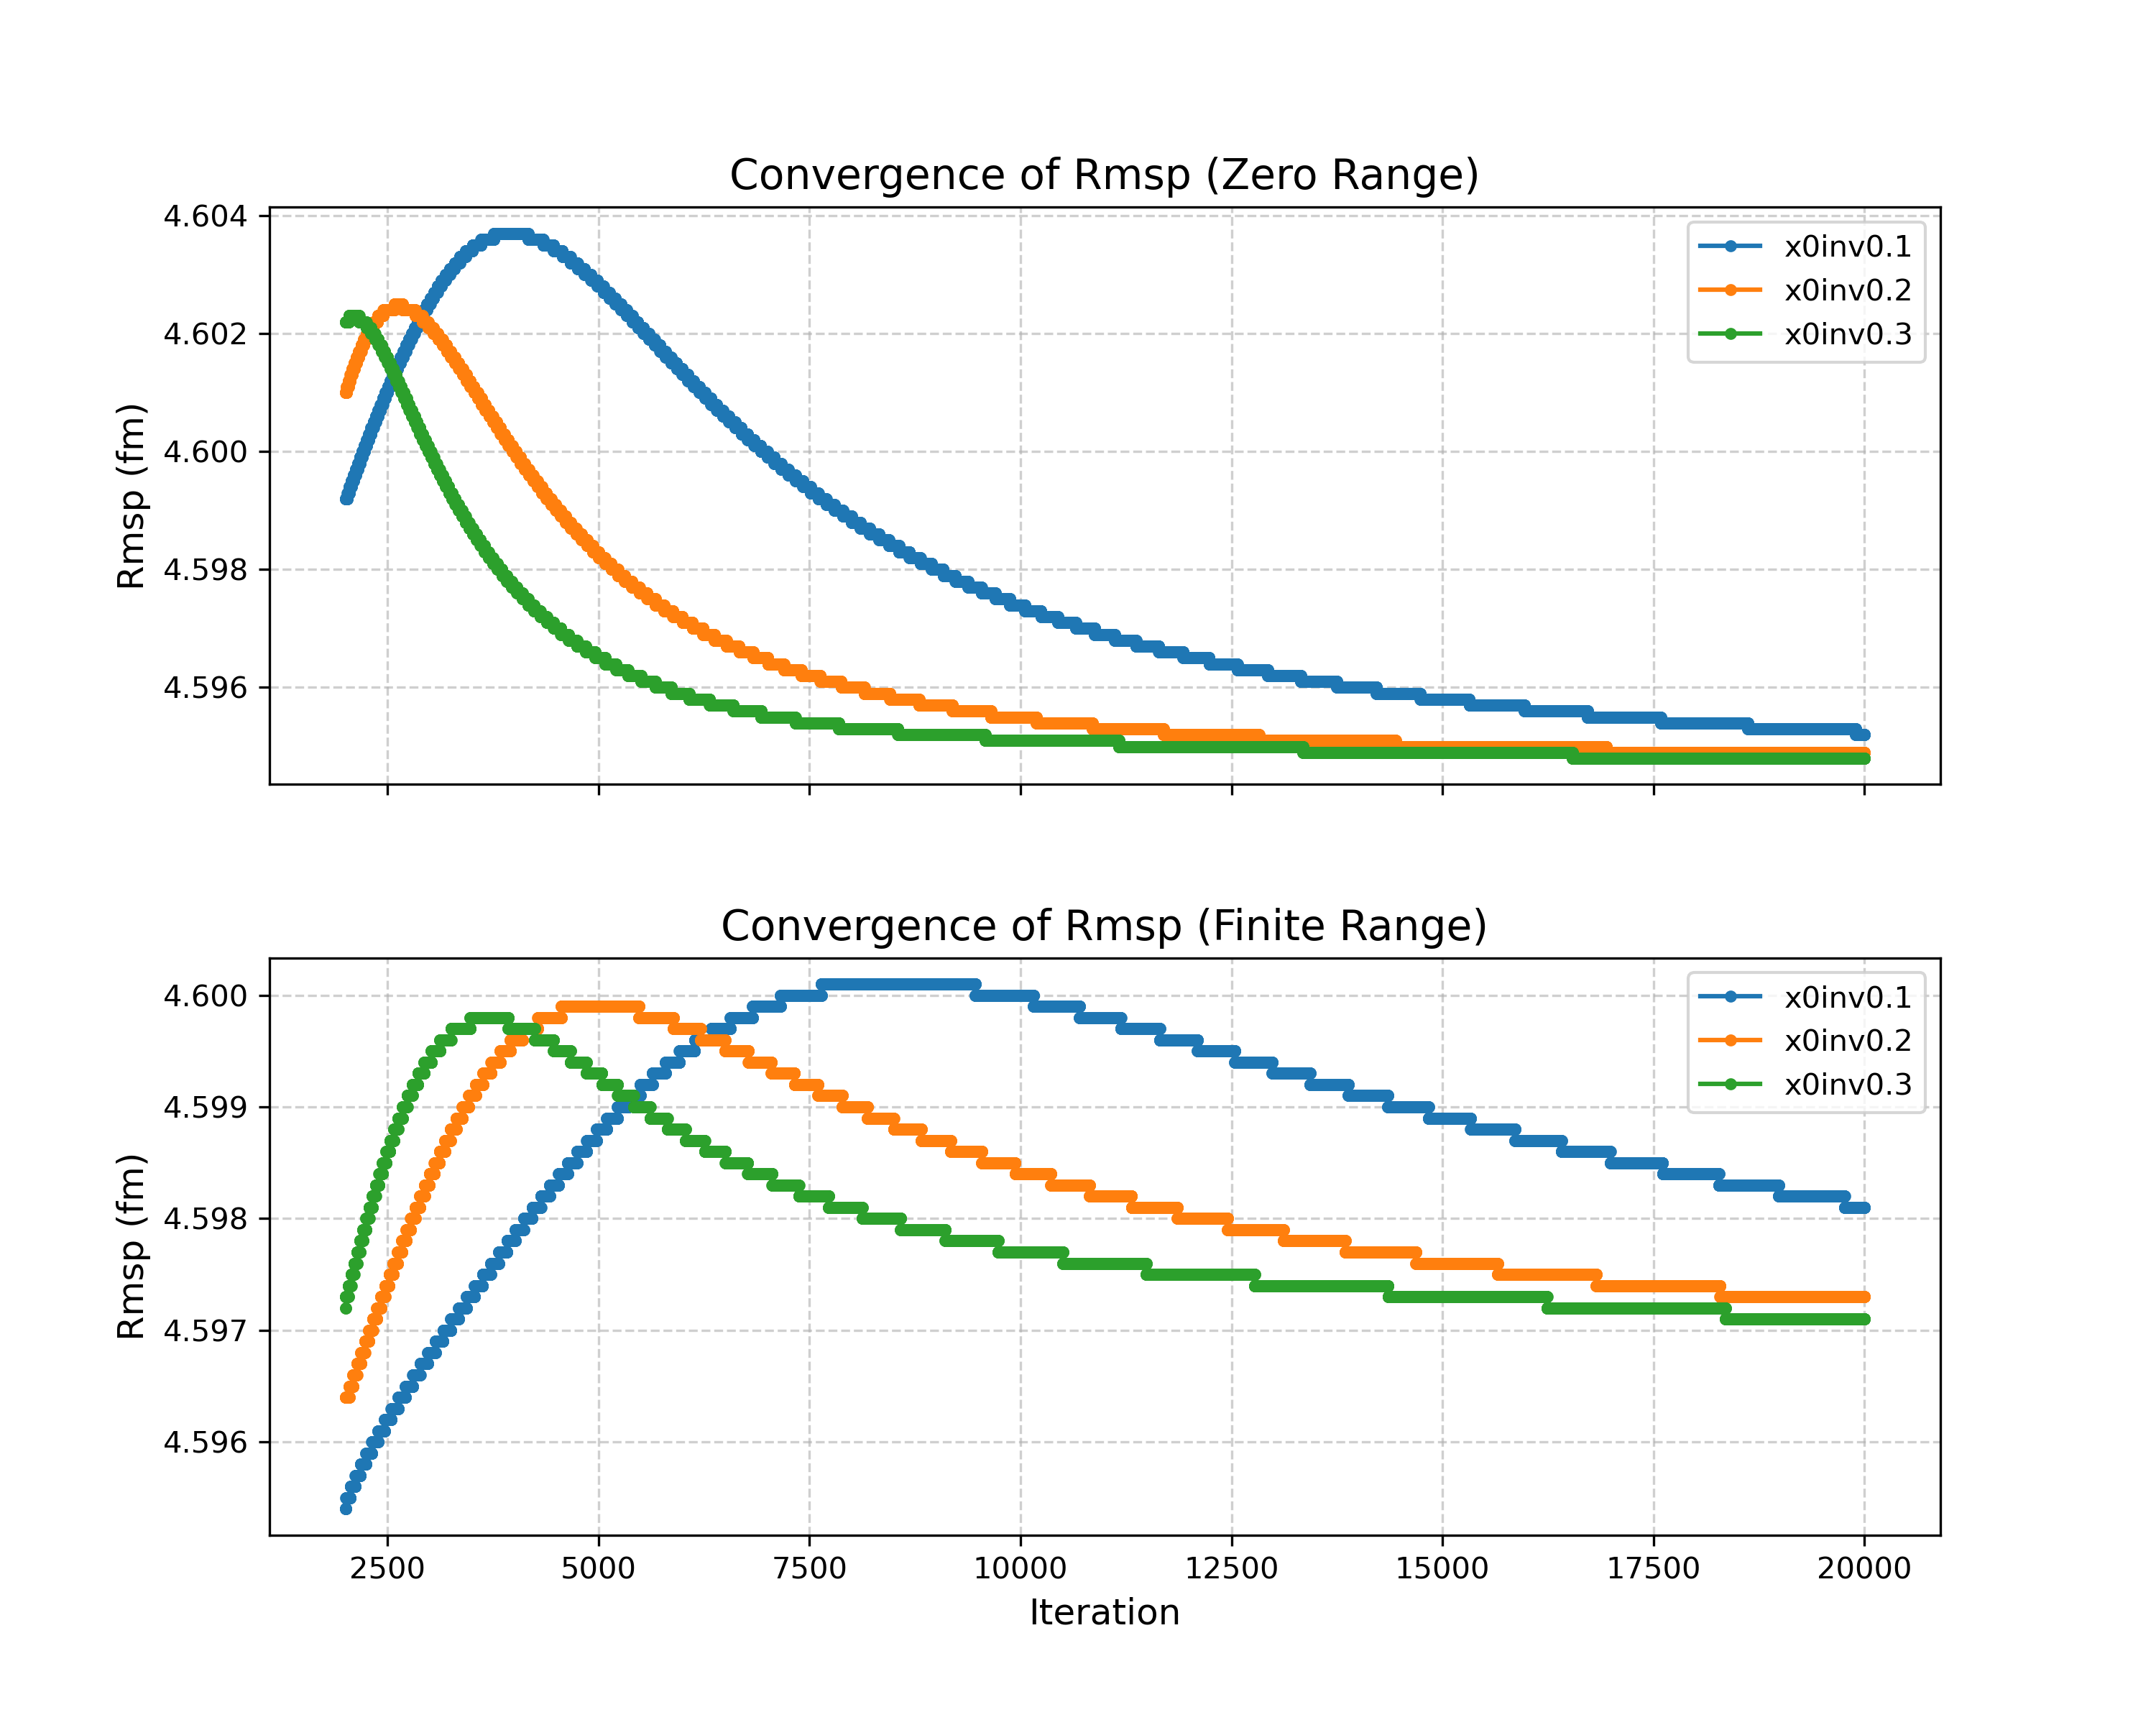 Convergence of Rmsp (Zero Range)
4.604
4.602
4.600
4.598
4.596
Rmsp (fm)
x0inv0.1
x0inv0.2
x0inv0.3
Convergence of Rmsp (Finite Range)
4.600
4.599
4.598
4.597
4.596
Rmsp (fm)
x0inv0.1
x0inv0.2
x0inv0.3
2500 5000 7500 10000 12500 15000 17500 20000
Iteration